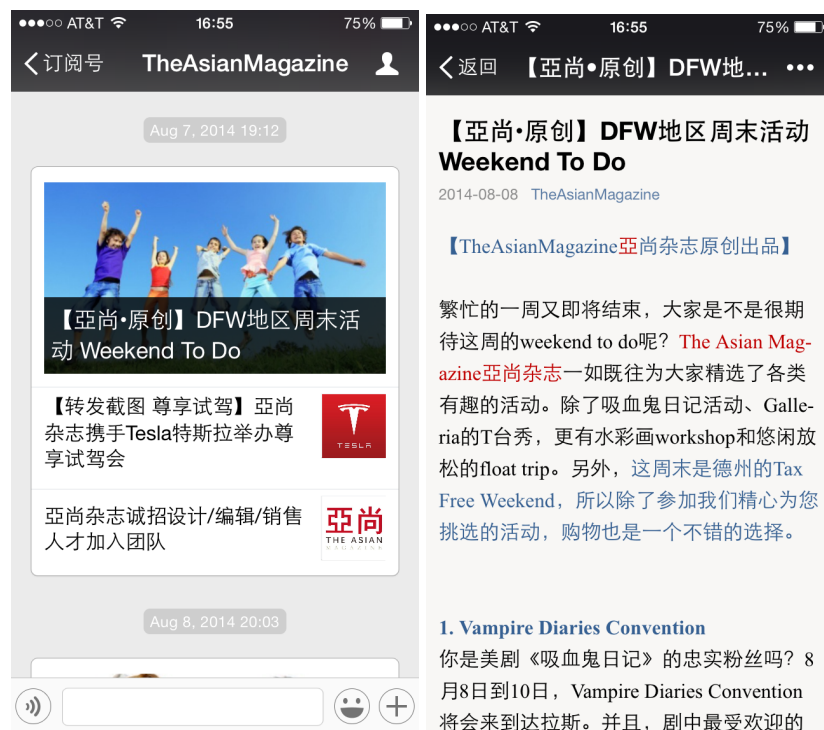 AT&T 16:55 75%
订阅号 TheAsianMagazine
Aug 7, 2014 19:12
【亞尚•原创】DFW地区周末活
动 Weekend To Do
【转发截图 尊享试驾】亞尚
杂志携手Tesla特斯拉举办尊
享试驾会
TESLA
亞尚杂志诚招设计/编辑/销售
人才加入团队
亞尚
THE ASIAN
MAGAZINE
Aug 8, 2014 20:03
AT&T 16:55 75%
返回 【亞尚•原创】DFW地...
【亞尚•原创】DFW地区周末活动
Weekend To Do
2014-08-08 TheAsianMagazine
【TheAsianMagazine亞尚杂志原创出品】
繁忙的一周又即将结束，大家是不是很期
待这周的weekend to do呢？The Asian Mag-
azine亞尚杂志一如既往为大家精选了各类
有趣的活动。除了吸血鬼日记活动、Galle-
ria的T台秀，更有水彩画workshop和悠闲放
松的float trip。另外，这周末是德州的Tax
Free Weekend，所以除了参加我们精心为您
挑选的活动，购物也是一个不错的选择。
1. Vampire Diaries Convention
你是美剧《吸血鬼日记》的忠实粉丝吗？8
月8日到10日，Vampire Diaries Convention
将会来到达拉斯。并且，剧中最受欢迎的